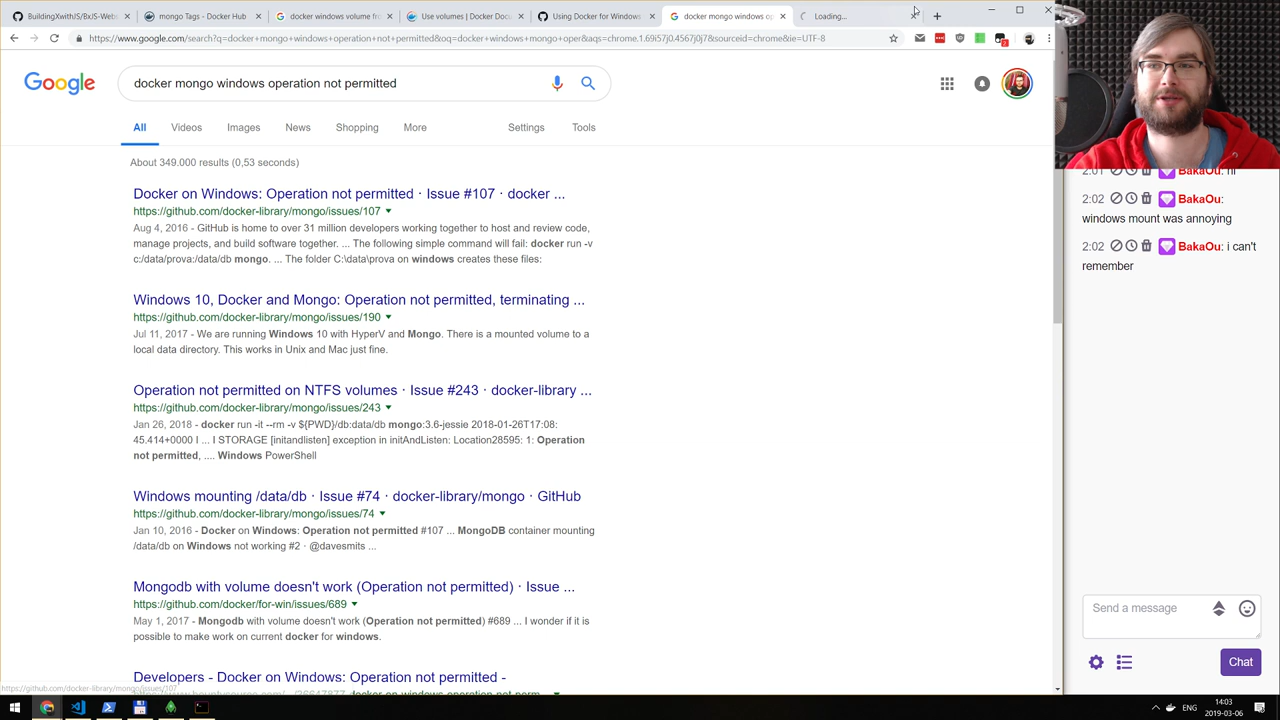 BuildingXwithJS/BxJS-Webs
mongo Tags - Docker Hub
docker windows volume fr
Use volumes | Docker Docu
Using Docker for Windows
docker mongo windows op
Loading...
https://www.google.com/search?q=docker+mongo+windows+operation+not+permitted&oq=docker+windows+mongo+oper&aqs=chrome.1.69i57j0.4567j0j7&sourceid=chrome&ie=UTF-8
Google
docker mongo windows operation not permitted
All
Videos
Images
News
Shopping
More
Settings
Tools
About 349.000 results (0,53 seconds)
Docker on Windows: Operation not permitted · Issue #107 · docker ...
https://github.com/docker-library/mongo/issues/107
Aug 4, 2016 - GitHub is home to over 31 million developers working together to host and review code,
manage projects, and build software together. ... The following simple command will fail: docker run -v
c:/data/prova:/data/db mongo. ... The folder C:\data\prova on windows creates these files:
Windows 10, Docker and Mongo: Operation not permitted, terminating ...
https://github.com/docker-library/mongo/issues/190
Jul 11, 2017 - We are running Windows 10 with HyperV and Mongo. There is a mounted volume to a
local data directory. This works in Unix and Mac just fine.
Operation not permitted on NTFS volumes · Issue #243 · docker-library ...
https://github.com/docker-library/mongo/issues/243
Jan 26, 2018 - docker run -it --rm -v ${PWD}/db:data/db mongo:3.6-jessie 2018-01-26T17:08:
45.414+0000 I ... I STORAGE [initandlisten] exception in initAndListen: Location28595: 1: Operation
not permitted, .... Windows PowerShell
Windows mounting /data/db · Issue #74 · docker-library/mongo · GitHub
https://github.com/docker-library/mongo/issues/74
Jan 10, 2016 - Docker on Windows: Operation not permitted #107 ... MongoDB container mounting
/data/db on Windows not working #2 · @davesmits ...
Mongodb with volume doesn't work (Operation not permitted) · Issue ...
https://github.com/docker/for-win/issues/689
May 1, 2017 - Mongodb with volume doesn't work (Operation not permitted) #689 ... I wonder if it is
possible to make work on current docker for windows.
Developers - Docker on Windows: Operation not permitted -
https://github.com/docker-library/mongo/issues/107
2:01 BakaOu: hi
2:02 BakaOu:
windows mount was annoying
2:02 BakaOu: i can't
remember
Send a message
Chat
ENG
14:03
2019-03-06